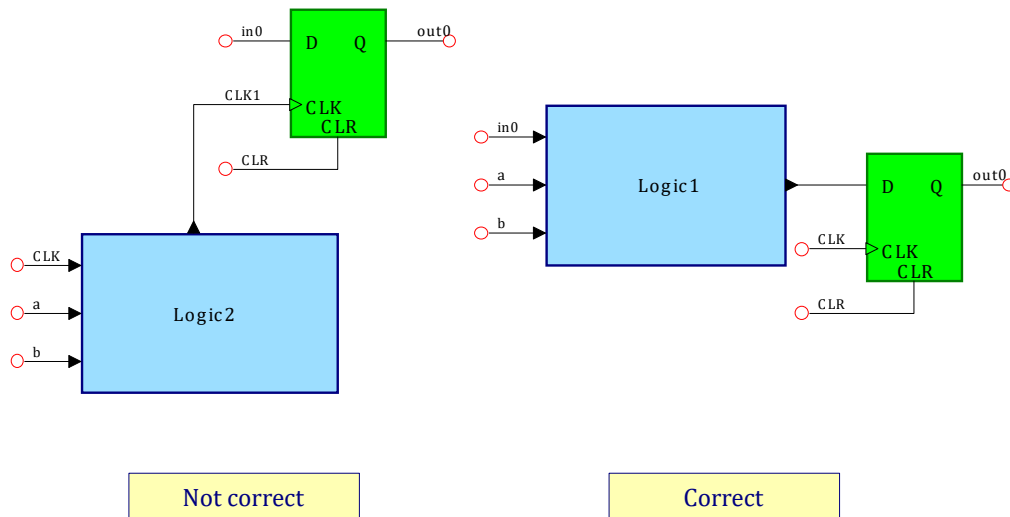 in0
D Q
out0
CLK1
CLK
CLR
CLR
CLK
a
b
Logic2
Not correct
in0
a
b
Logic1
D Q
out0
CLK
CLK
CLR
CLR
Correct